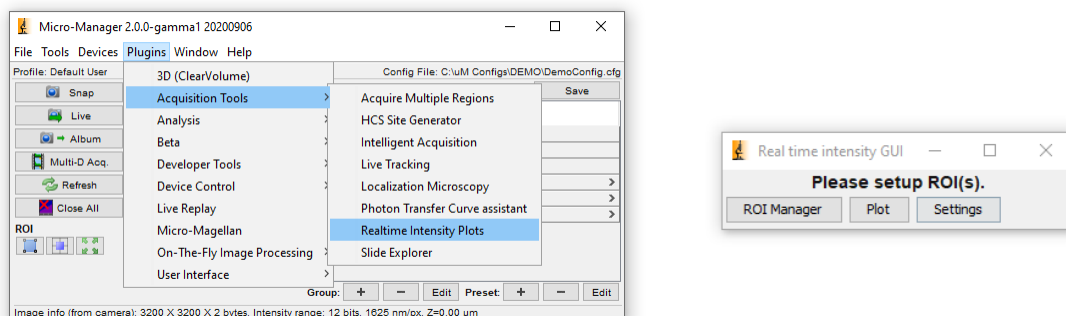 Micro-Manager 2.0.0-gamma1 20200906
File Tools Devices Plugins Window Help
Profile: Default User
Config File: C:\uM Configs\DEMO\DemoConfig.cfg
Snap
Live
Album
Multi-D Acq.
Refresh
Close All
ROI
Save
3D (ClearVolume)
Acquisition Tools
Analysis
Beta
Developer Tools
Device Control
Live Replay
Micro-Magellan
On-The-Fly Image Processing
User Interface
Acquire Multiple Regions
HCS Site Generator
Intelligent Acquisition
Live Tracking
Localization Microscopy
Photon Transfer Curve assistant
Realtime Intensity Plots
Slide Explorer
Group: + − Edit Preset: + − Edit
Image info (from camera): 3200 X 3200 X 2 bytes, Intensity range: 12 bits, 1625 nm/px, Z=0.00 um
Real time intensity GUI
Please setup ROI(s).
ROI Manager Plot Settings